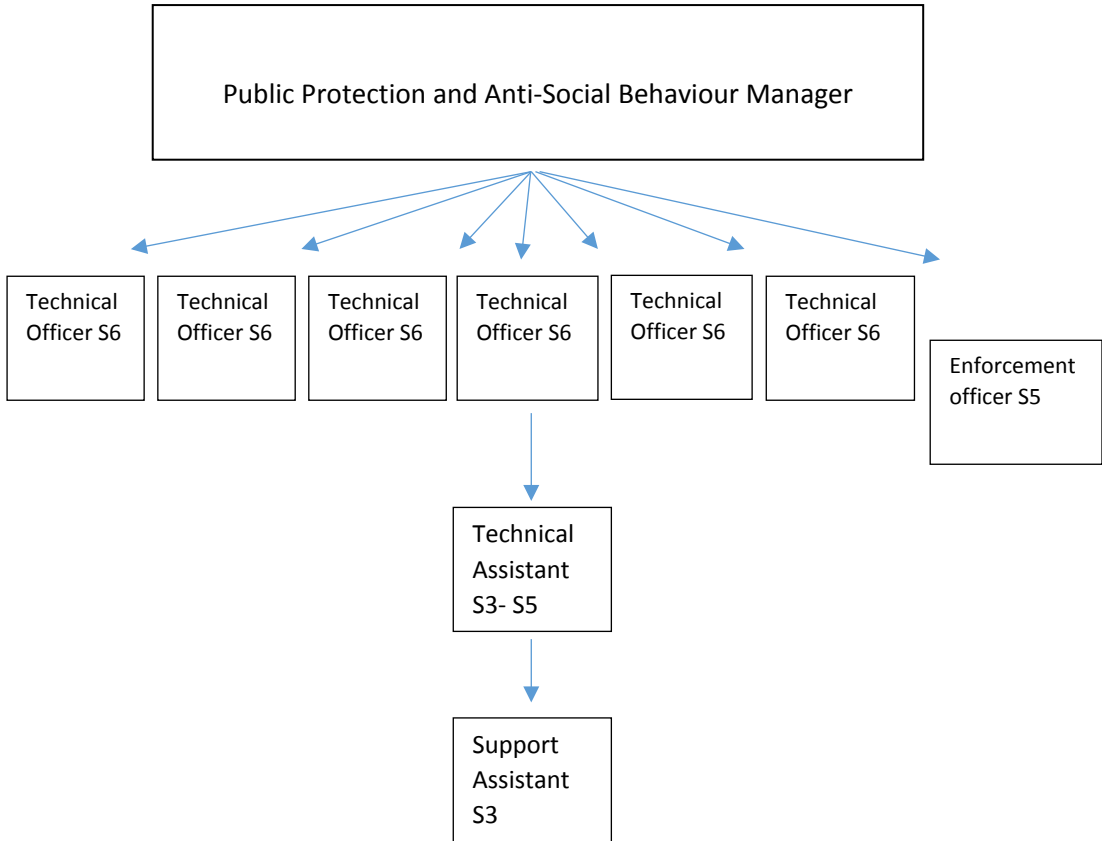 Public Protection and Anti-Social Behaviour Manager
Technical
Officer S6
Technical
Officer S6
Technical
Officer S6
Technical
Officer S6
Technical
Officer S6
Technical
Officer S6
Enforcement
officer S5
Technical
Assistant
S3- S5
Support
Assistant
S3